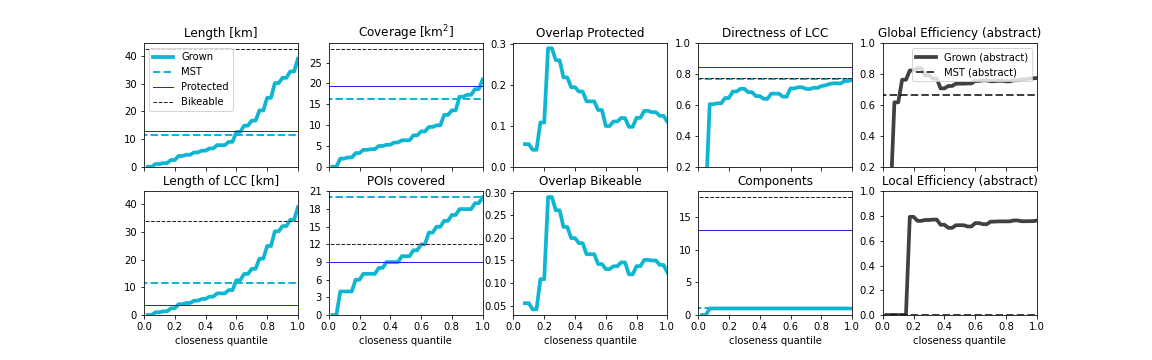 Length [km]
Coverage [km²]
Overlap Protected
Directness of LCC
Global Efficiency (abstract)
40
30
20
10
0
Grown
MST
Protected
Bikeable
25
20
15
10
5
0
0.3
0.2
0.1
0.0
1.0
0.8
0.6
0.4
0.2
1.0
0.8
0.6
0.4
0.2
Grown (abstract)
MST (abstract)
Length of LCC [km]
POIs covered
Overlap Bikeable
Components
Local Efficiency (abstract)
40
30
20
10
0
21
18
15
12
9
6
3
0
0.30
0.25
0.20
0.15
0.10
0.05
15
10
5
0
1.0
0.8
0.6
0.4
0.2
0.0
0.0 0.2 0.4 0.6 0.8 1.0
0.0 0.2 0.4 0.6 0.8 1.0
0.0 0.2 0.4 0.6 0.8 1.0
0.0 0.2 0.4 0.6 0.8 1.0
0.0 0.2 0.4 0.6 0.8 1.0
closeness quantile
closeness quantile
closeness quantile
closeness quantile
closeness quantile